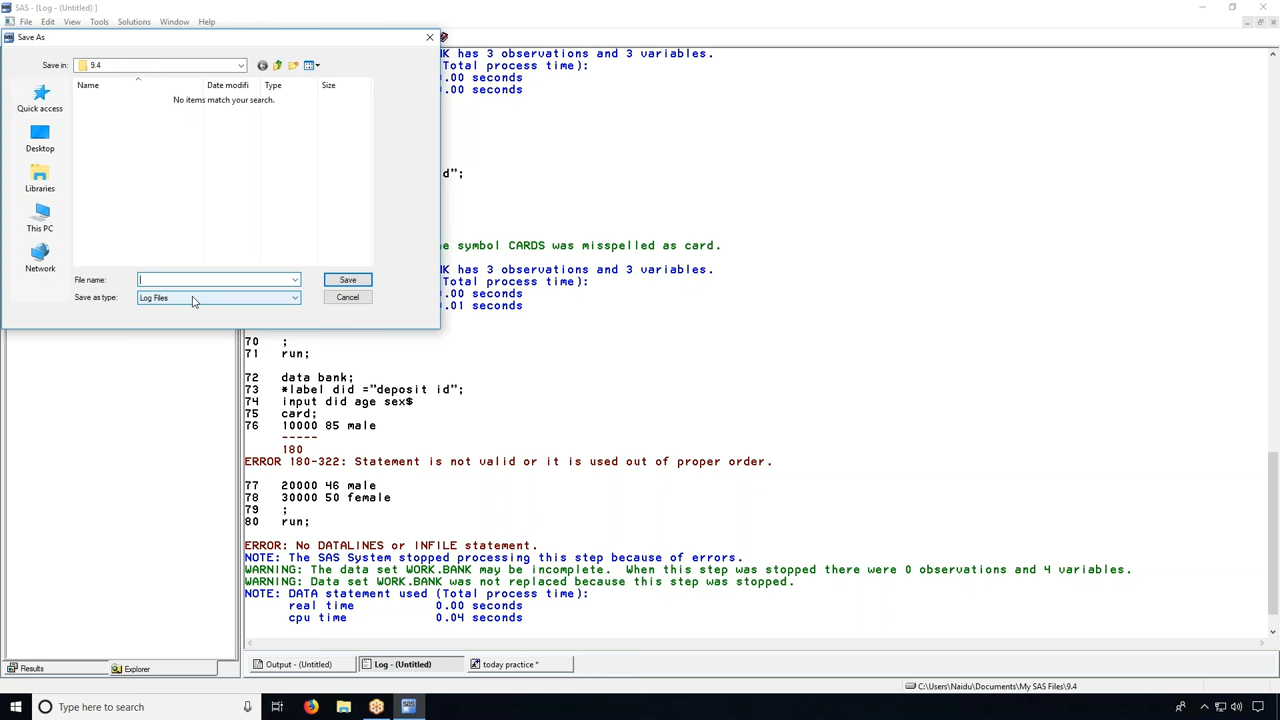 SAS - [Log - (Untitled) ]
File Edit View Tools Solutions Window Help
Save As
Save in: 9.4
Name Date modifi Type Size
No items match your search.
Quick access
Desktop
Libraries
This PC
Network
File name: Save
Save as type: Log Files Cancel
K has 3 observations and 3 variables.
(Total process time):
.00 seconds
.00 seconds
d";
e symbol CARDS was misspelled as card.
K has 3 observations and 3 variables.
(Total process time):
.00 seconds
.01 seconds
70 ;
71 run;
72 data bank;
73 *label did ="deposit id";
74 input did age sex$
75 card;
76 10000 85 male
-----
180
ERROR 180-322: Statement is not valid or it is used out of proper order.
77 20000 46 male
78 30000 50 female
79 ;
80 run;
ERROR: No DATALINES or INFILE statement.
NOTE: The SAS System stopped processing this step because of errors.
WARNING: The data set WORK.BANK may be incomplete. When this step was stopped there were 0 observations and 4 variables.
WARNING: Data set WORK.BANK was not replaced because this step was stopped.
NOTE: DATA statement used (Total process time):
real time 0.00 seconds
cpu time 0.04 seconds
Results Explorer
Output - (Untitled) Log - (Untitled) today practice *
C:\Users\Naidu\Documents\My SAS Files\9.4
Type here to search